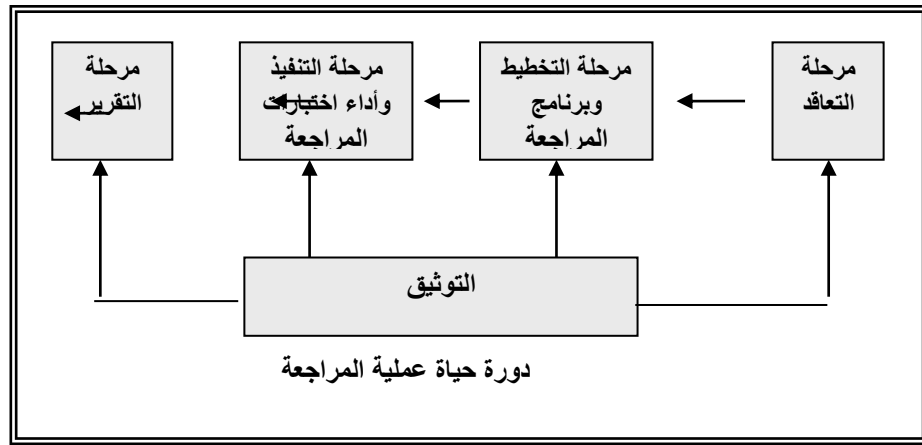 مرحلة
التعاقد
مرحلة التخطيط
وبرنامج
المراجعة
مرحلة التنفيذ
وأداء اختبارات
المراجعة
مرحلة
التقرير
التوثيق
دورة حياة عملية المراجعة